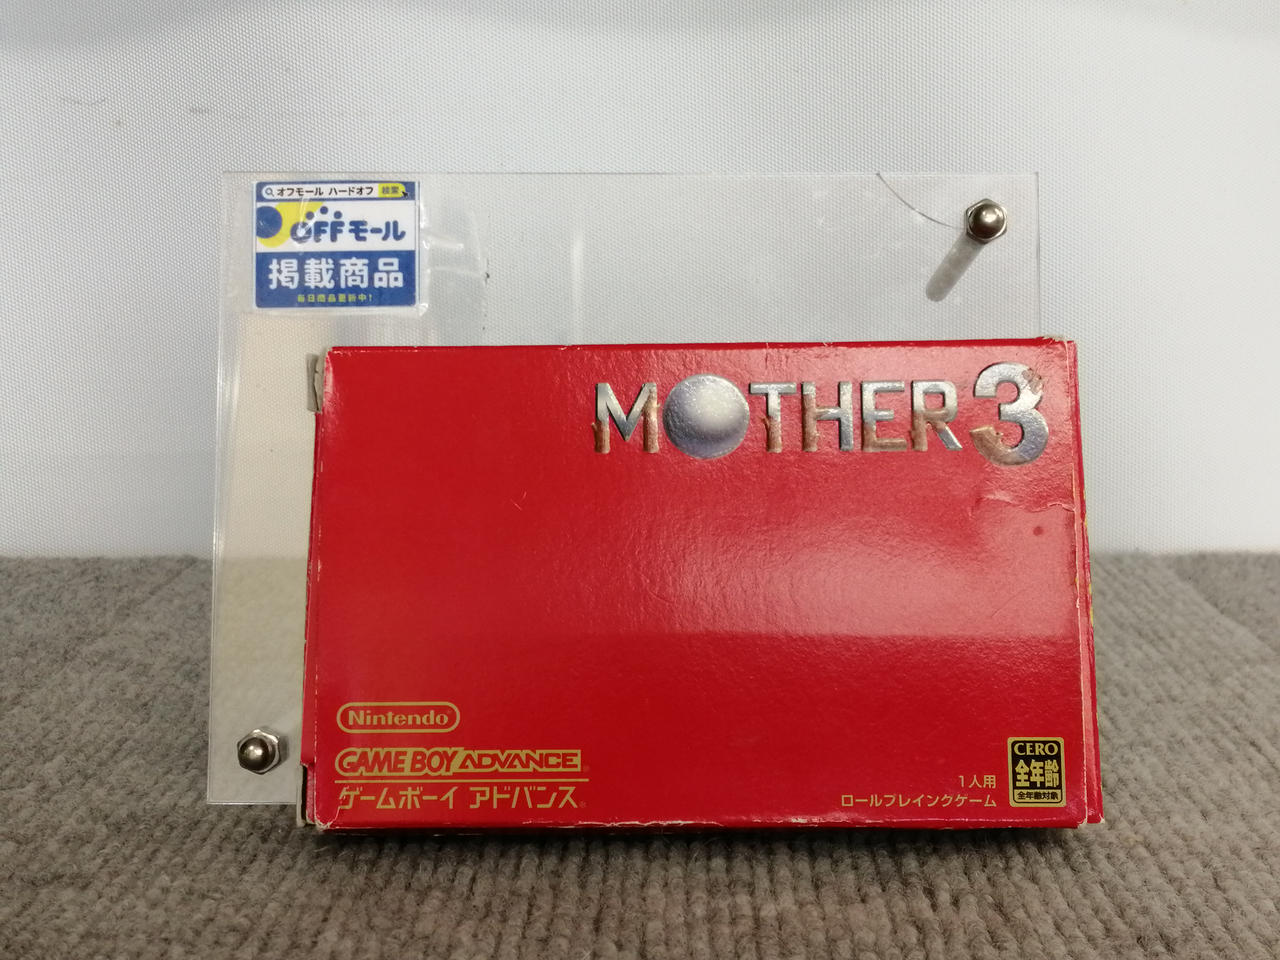 オフモール ハードオフ 検索
OFFモール
掲載商品
毎日商品更新中!
MOTHER 3
Nintendo®
GAME BOY ADVANCE
ゲームボーイ アドバンス®
1人用
ロールプレイングゲーム
CERO
全年齢
全年齢対象